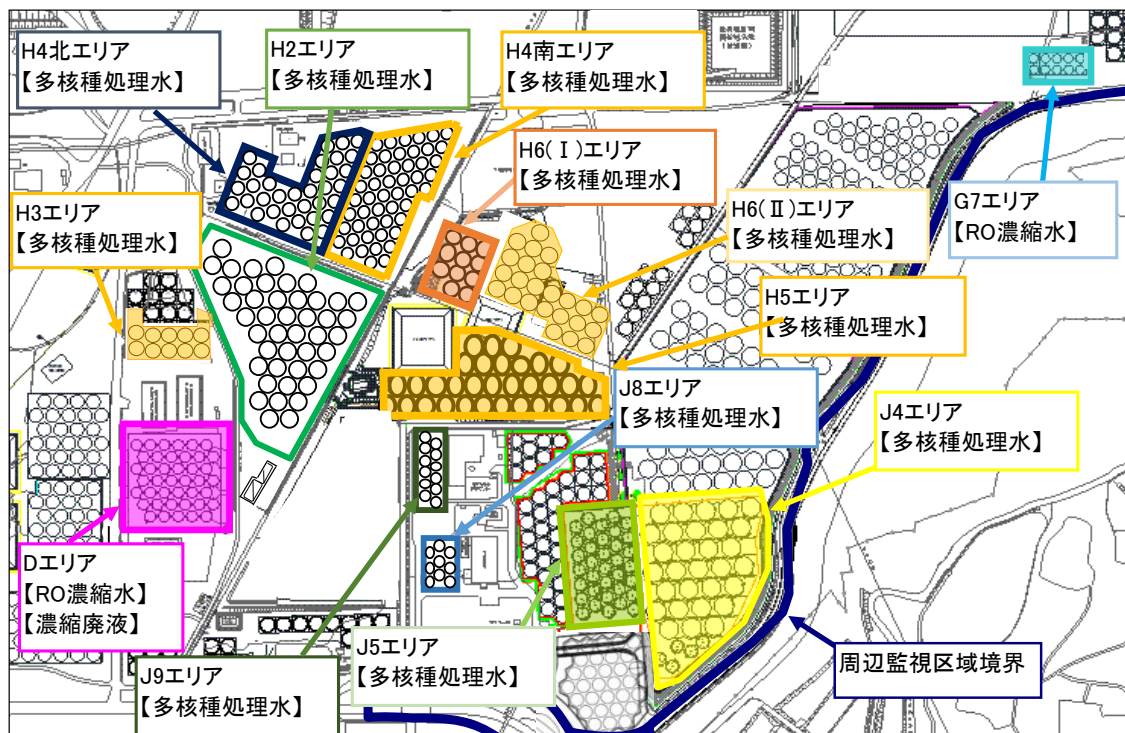 H4北エリア
【多核種処理水】
H2エリア
【多核種処理水】
H4南エリア
【多核種処理水】
H6(Ⅰ)エリア
【多核種処理水】
H3エリア
【多核種処理水】
H6(Ⅱ)エリア
【多核種処理水】
G7エリア
【RO濃縮水】
H5エリア
【多核種処理水】
J8エリア
【多核種処理水】
J4エリア
【多核種処理水】
Dエリア
【RO濃縮水】
【濃縮廃液】
J5エリア
【多核種処理水】
J9エリア
【多核種処理水】
周辺監視区域境界